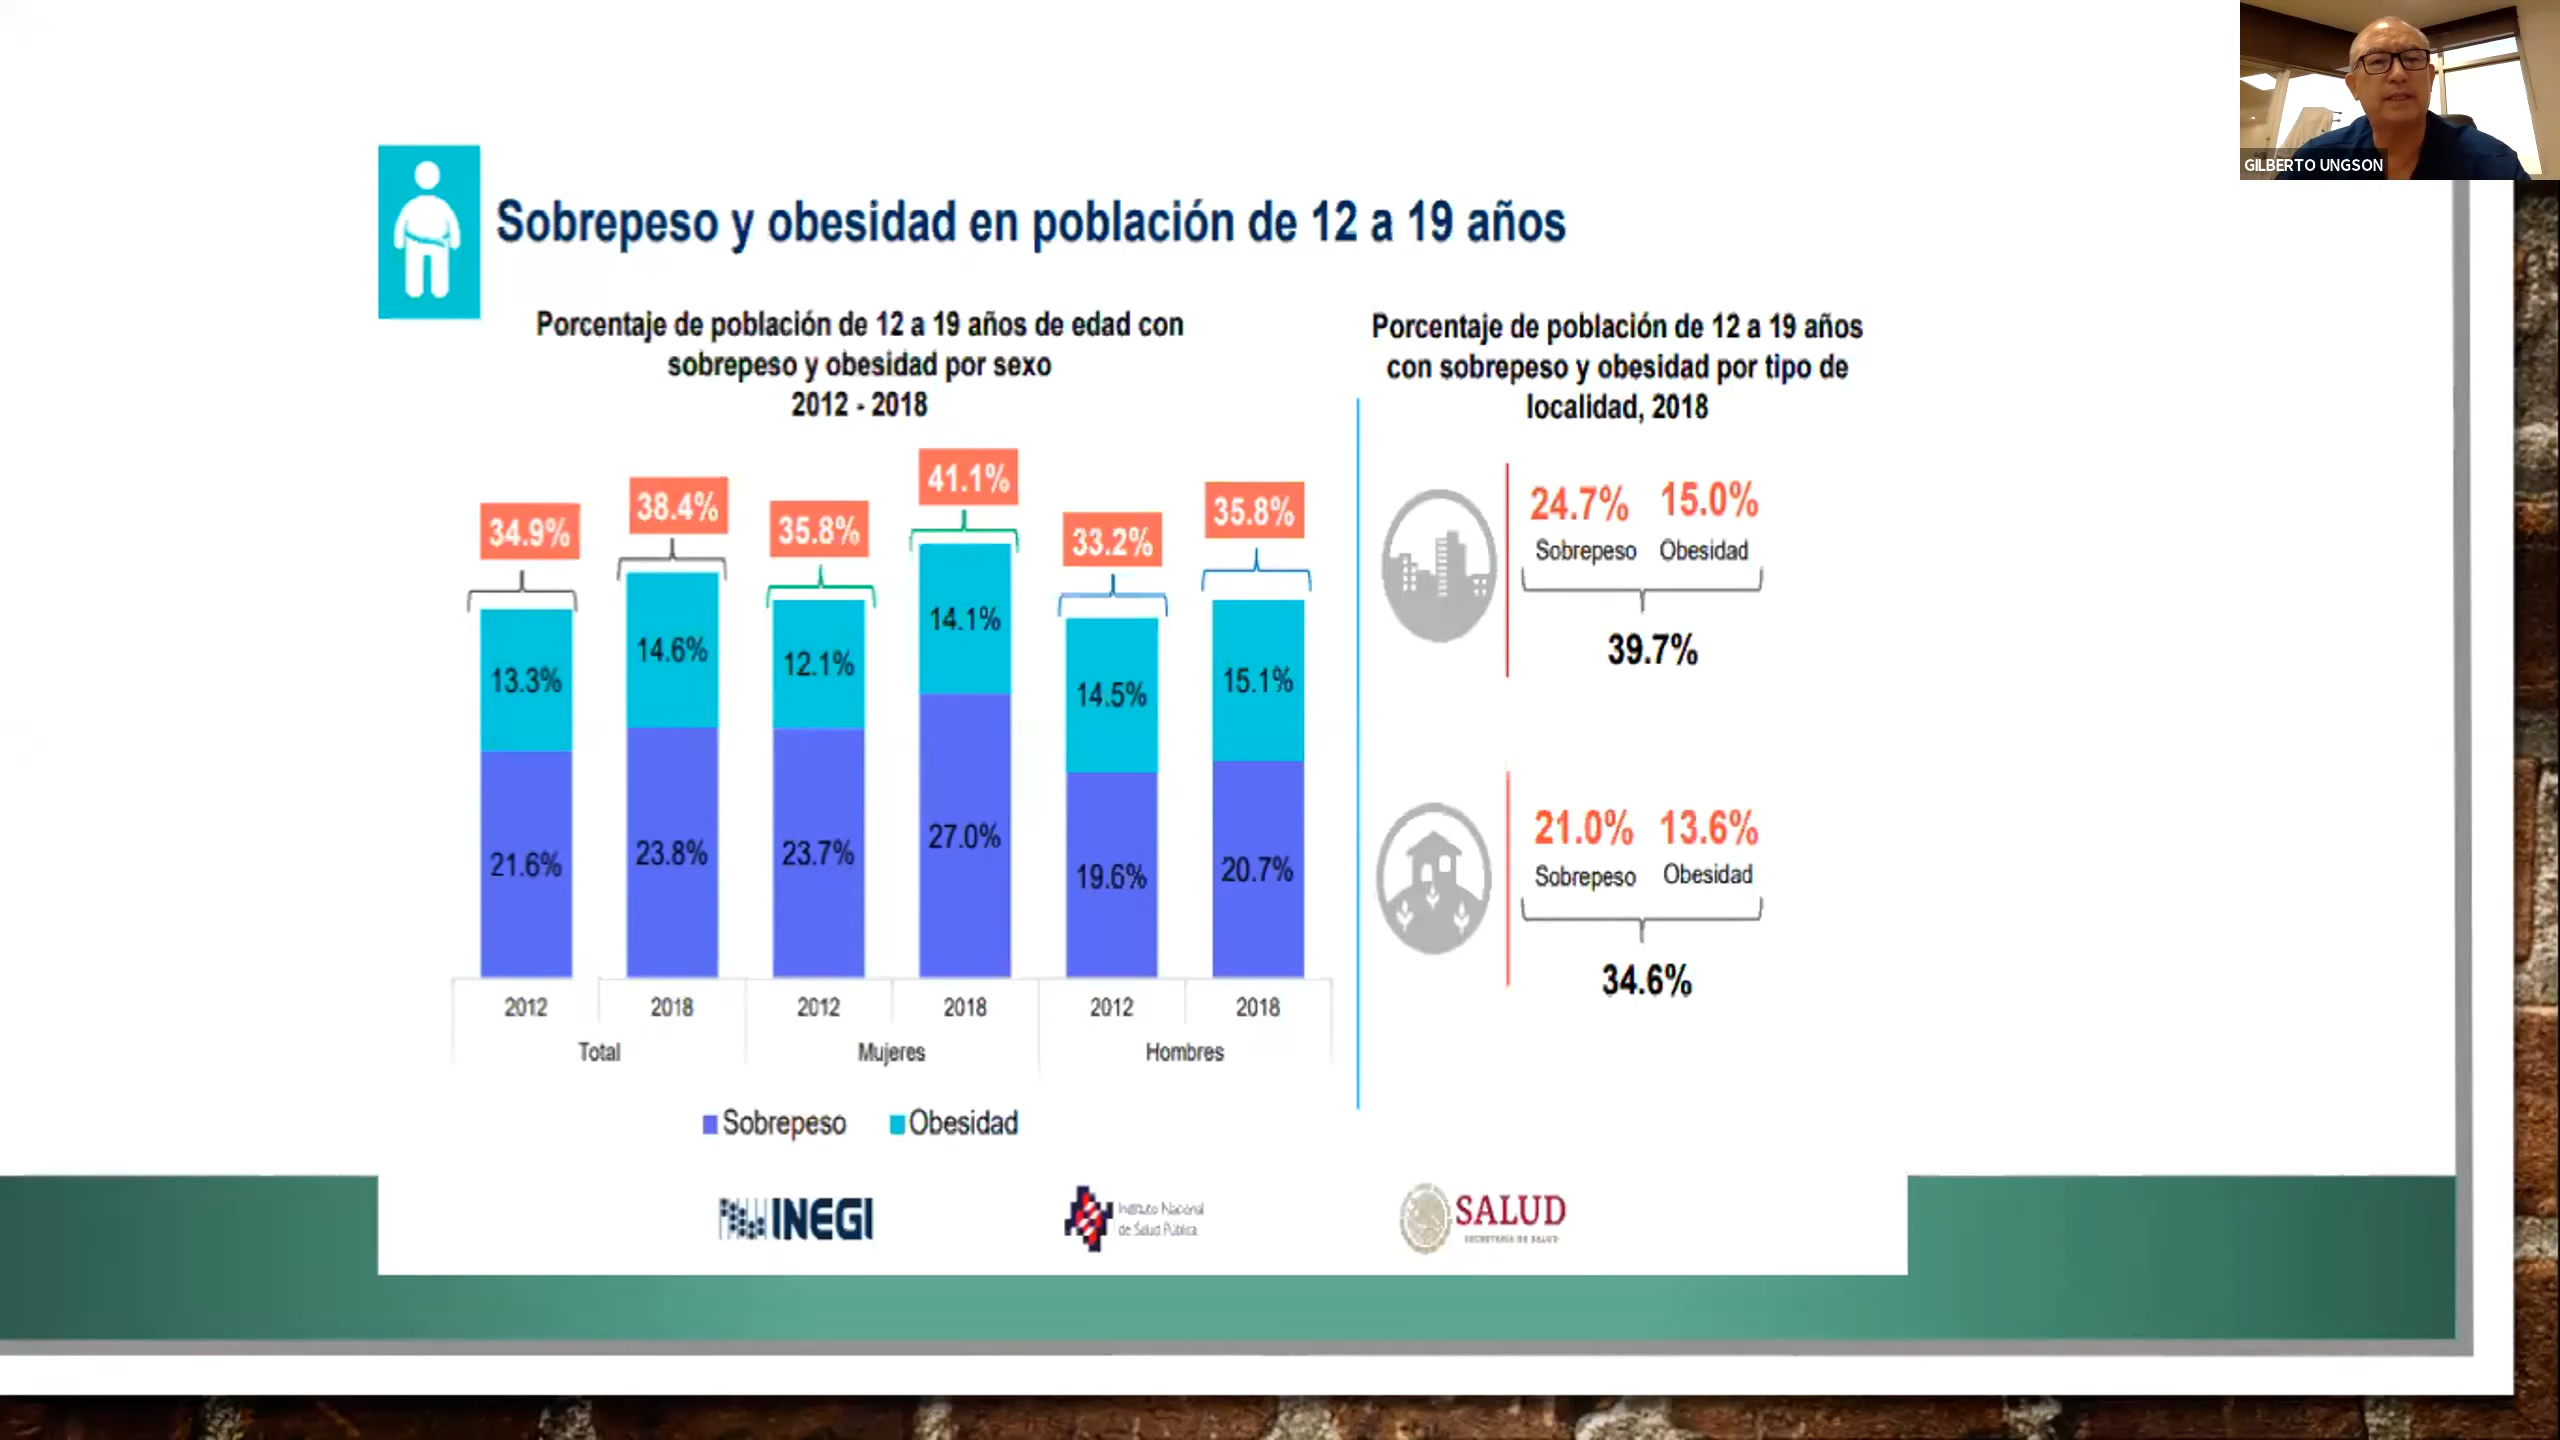 GILBERTO UNGSON
Sobrepeso y obesidad en población de 12 a 19 años
Porcentaje de población de 12 a 19 años de edad con
sobrepeso y obesidad por sexo
2012 - 2018
34.9%
38.4%
35.8%
41.1%
33.2%
35.8%
13.3%
14.6%
12.1%
14.1%
14.5%
15.1%
21.6%
23.8%
23.7%
27.0%
19.6%
20.7%
2012
2018
2012
2018
2012
2018
Total
Mujeres
Hombres
Sobrepeso
Obesidad
Porcentaje de población de 12 a 19 años
con sobrepeso y obesidad por tipo de
localidad, 2018
24.7% 15.0%
Sobrepeso Obesidad
39.7%
21.0% 13.6%
Sobrepeso Obesidad
34.6%
INEGI
Instituto Nacional
de Salud Pública
SALUD
SECRETARÍA DE SALUD